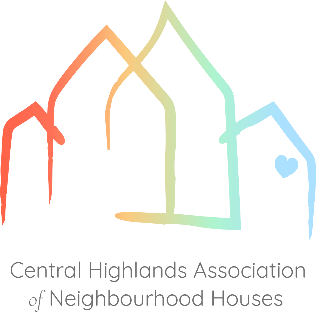 Central Highlands Association
of Neighbourhood Houses